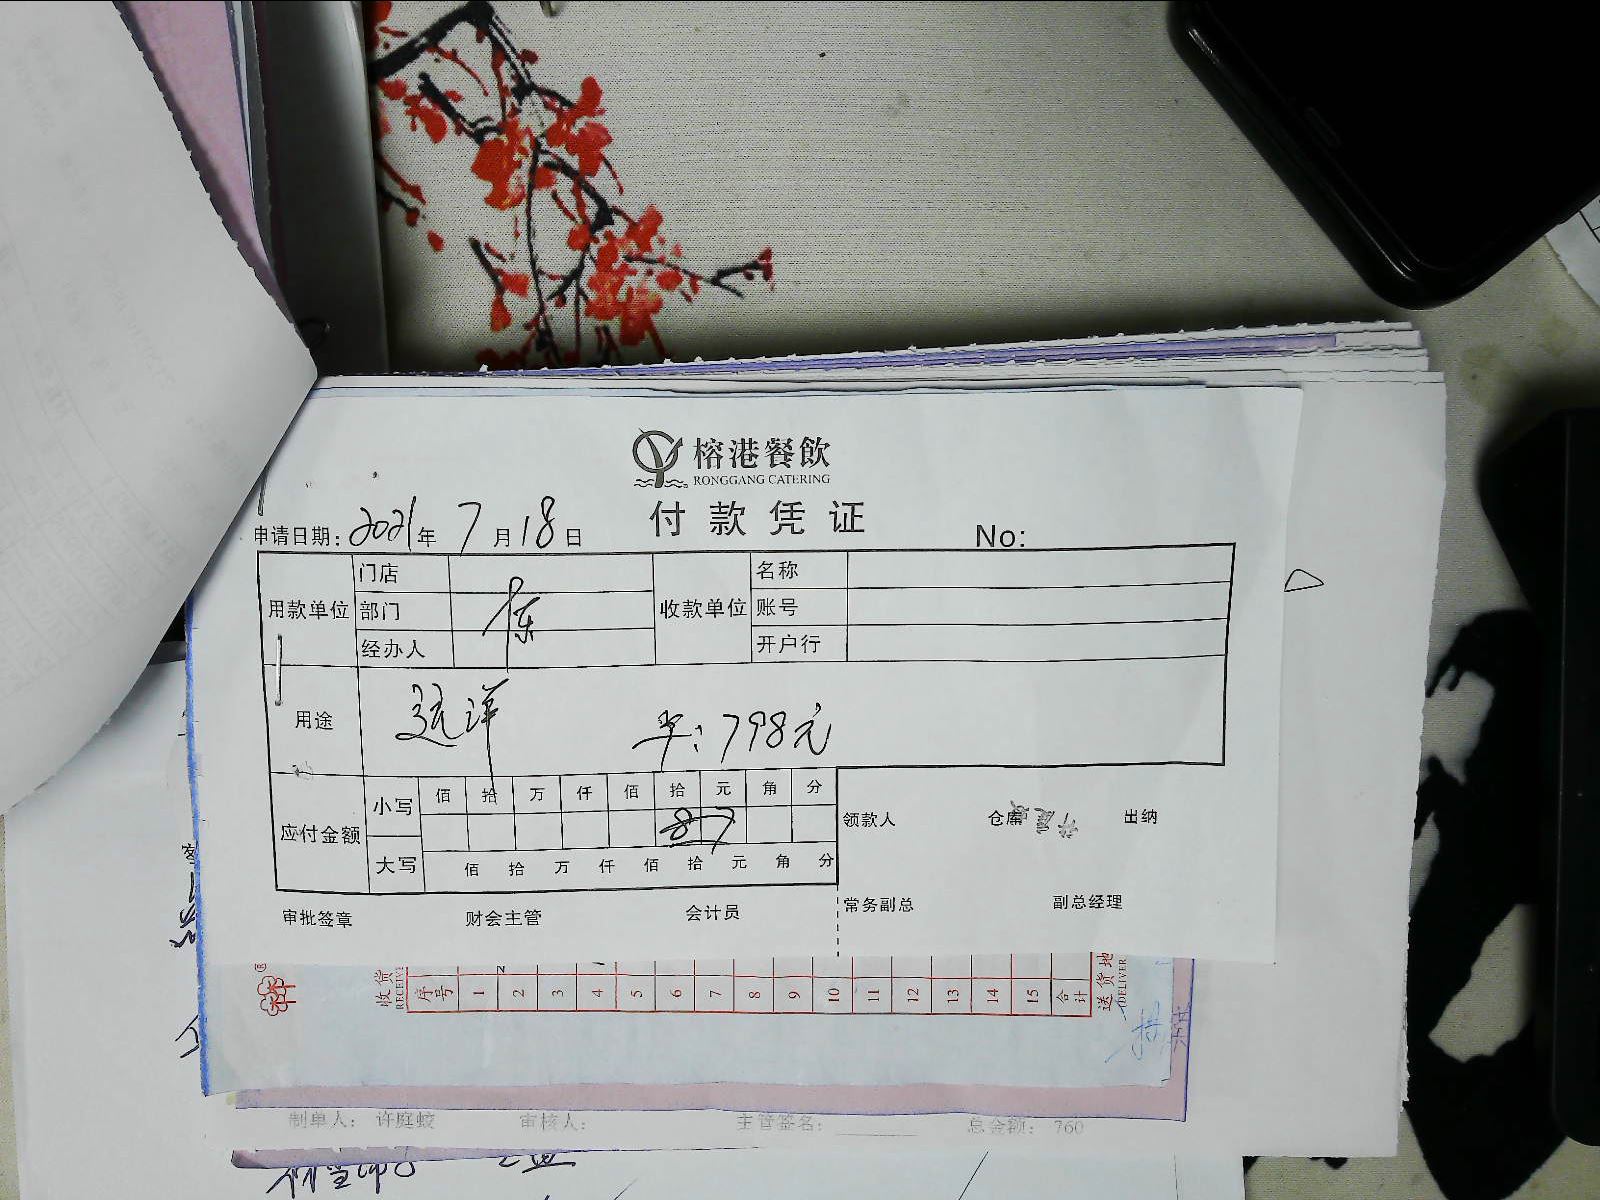 榕港餐飲
RONGGANG CATERING
付款凭证
申请日期: 2021年 7月18日
No:
用款单位 门店 收款单位 名称
部门 账号
经办人 开户行
用途 远洋 平: 798元
应付金额 小写 佰 拾 万 仟 佰 拾 元 角 分
87
大写 佰 拾 万 仟 佰 拾 元 角 分
领款人 仓库 出纳
审批签章 财会主管 会计员 常务副总 副总经理
收货
RECEIVE
序号 1 2 3 4 5 6 7 8 9 10 11 12 13 14 15 合计
送货地
DELIVER
制单人: 许庭蛟 审核人: 主管签名: 总金额: 760